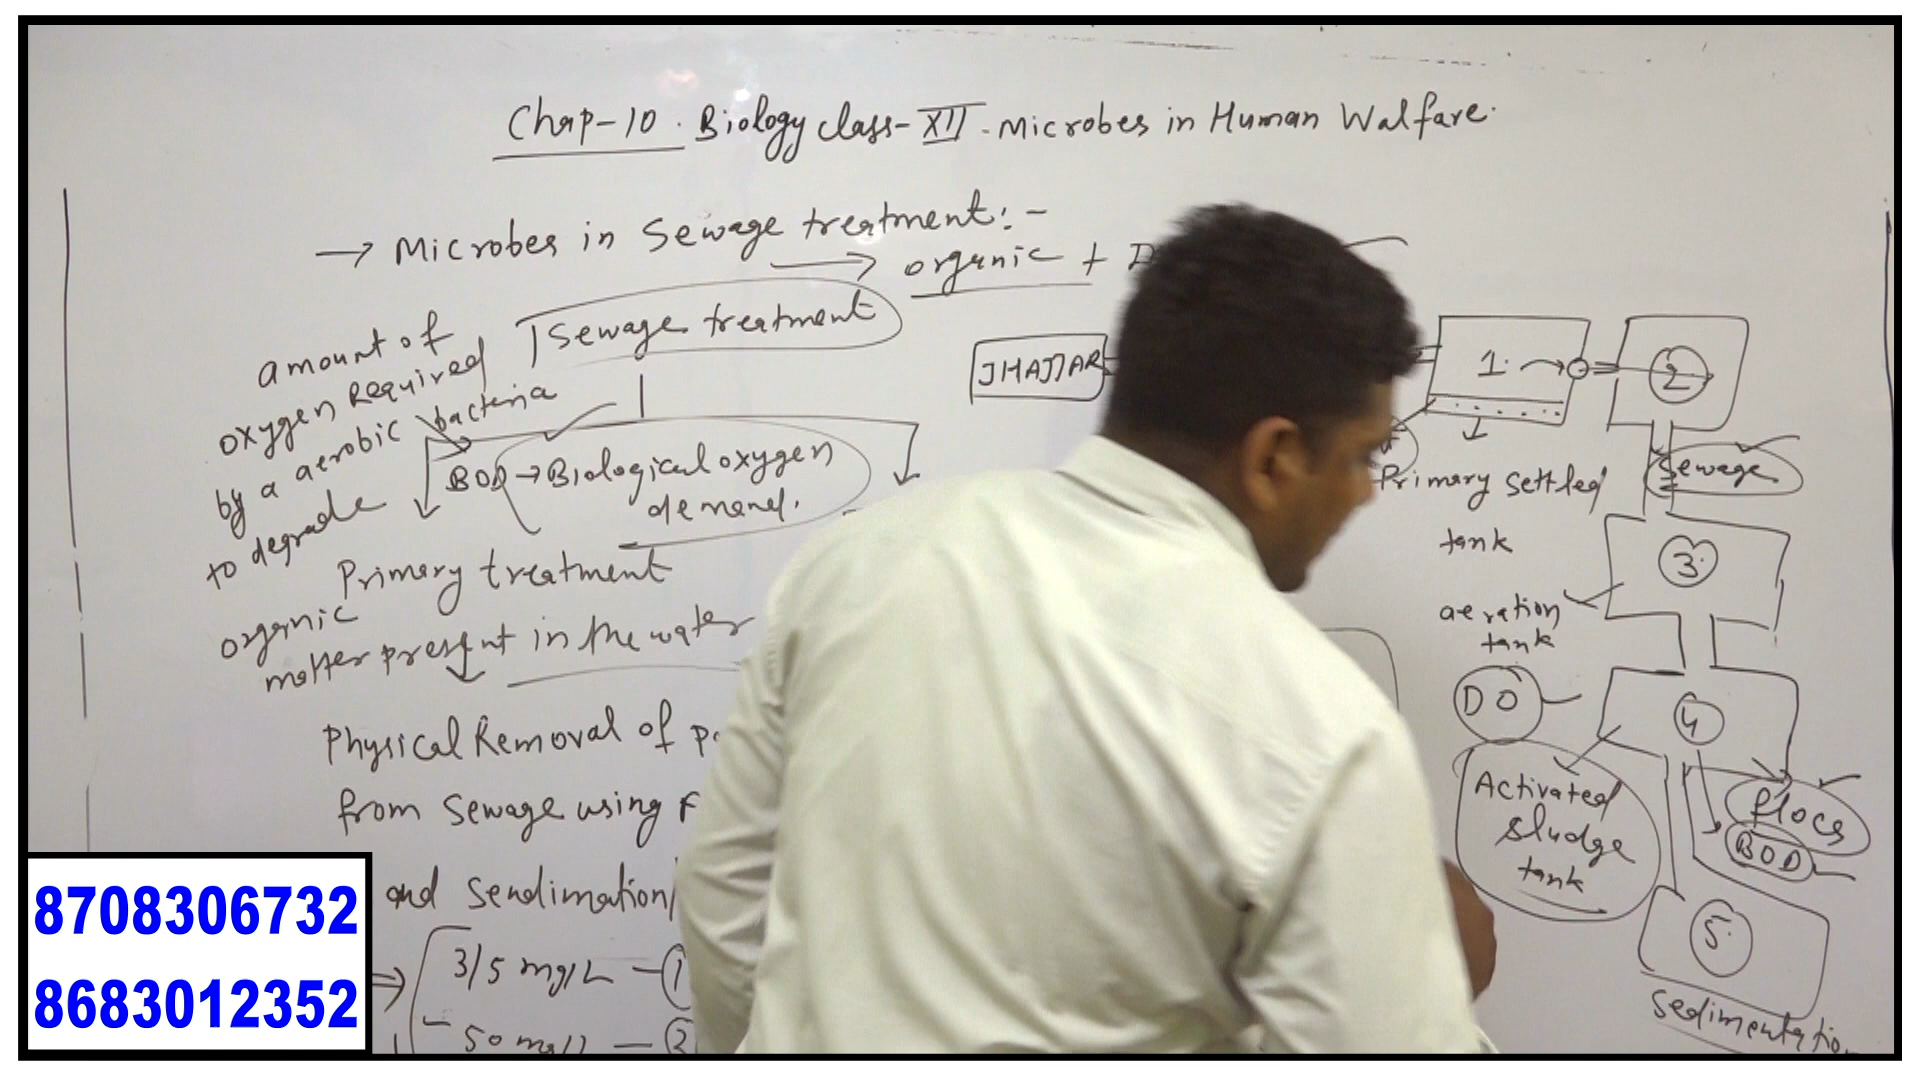 Chap-10. Biology class-XII. Microbes in Human Walfare.
→ Microbes in Sewage treatment:-
organic +
Sewage treatment
amount of
oxygen Required
by a aerobic bacteria
to degrade
organic
matter present in the water
BOD → Biological oxygen
demand.
Primary treatment
Physical Removal of
from sewage using
and Sendimation
3/5 mg/L - 1
50 mg/L - 2
JHAJJAR
1.
2
Primary settled
tank
Sewage
3.
aeration
tank
DO
4
Activated
sludge
tank
flocs
BOD
5.
Sedimentatio
8708306732
8683012352